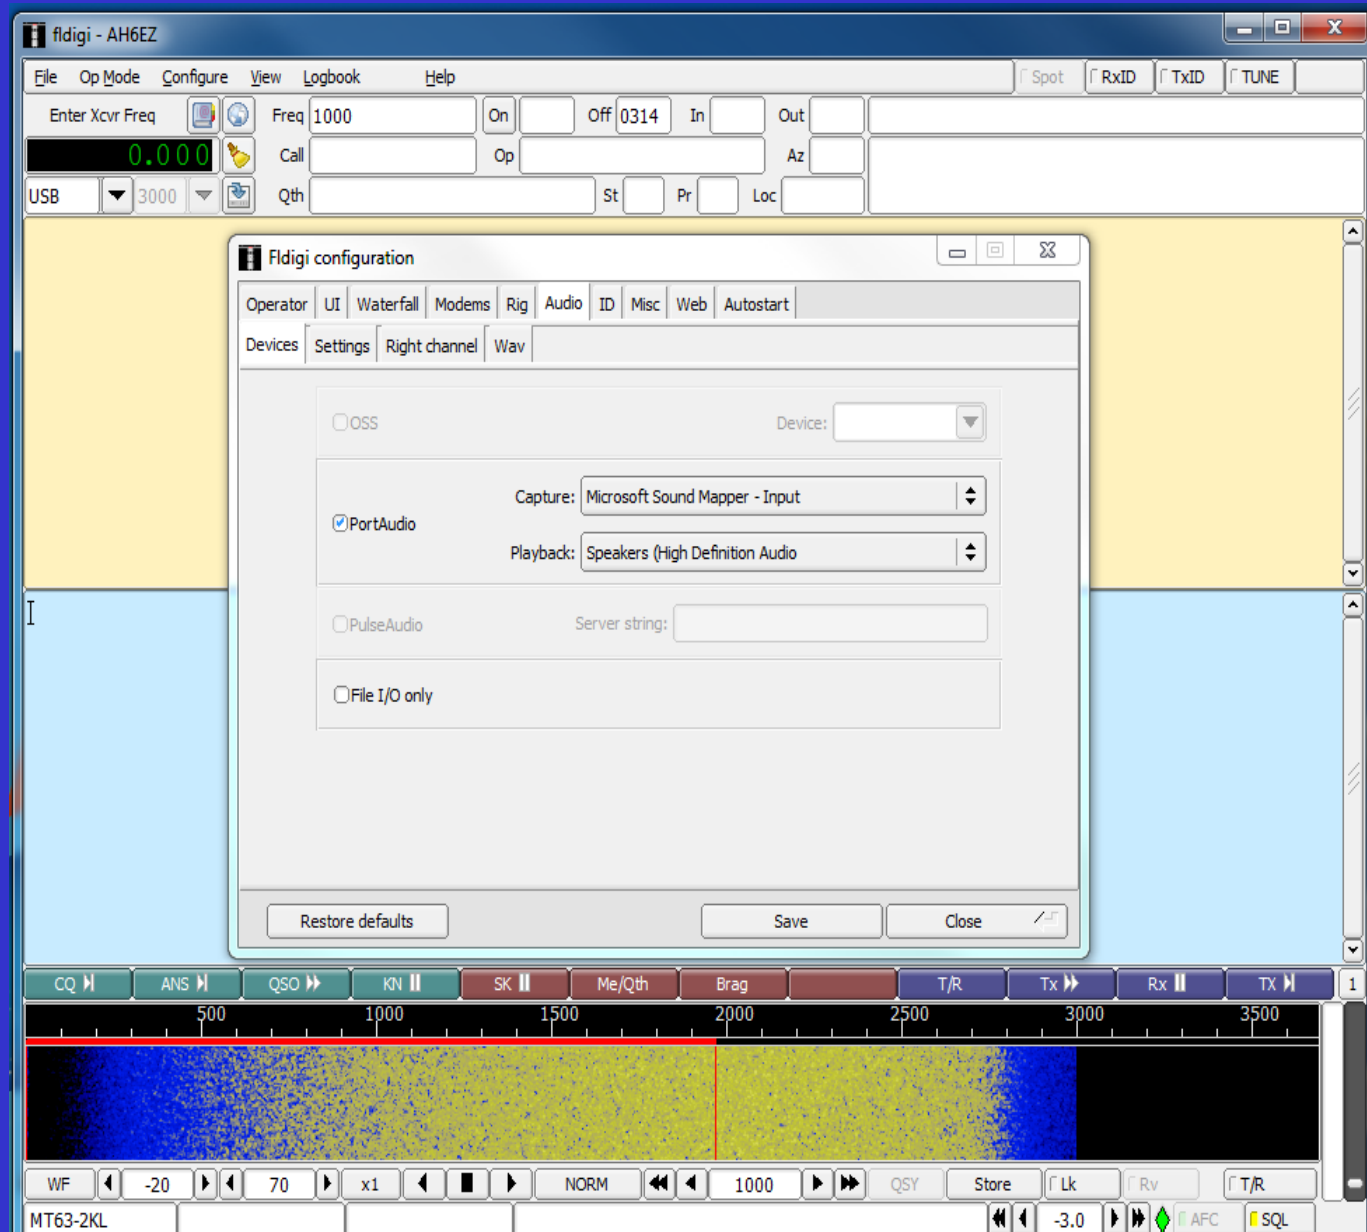 fldigi - AH6EZ
File Op Mode Configure View Logbook Help Spot RxID TxID TUNE
Enter Xcvr Freq Freq 1000 On Off 0314 In Out
0.000 Call Op Az
USB 3000 Qth St Pr Loc
Fldigi configuration
Operator UI Waterfall Modems Rig Audio ID Misc Web Autostart
Devices Settings Right channel Wav
OSS Device:
Capture: Microsoft Sound Mapper - Input
PortAudio
Playback: Speakers (High Definition Audio
PulseAudio Server string:
File I/O only
Restore defaults Save Close
CQ ANS QSO KN SK Me/Qth Brag T/R Tx Rx TX 1
500 1000 1500 2000 2500 3000 3500
WF -20 70 x1 NORM 1000 QSY Store Lk Rv T/R
MT63-2KL -3.0 AFC SQL